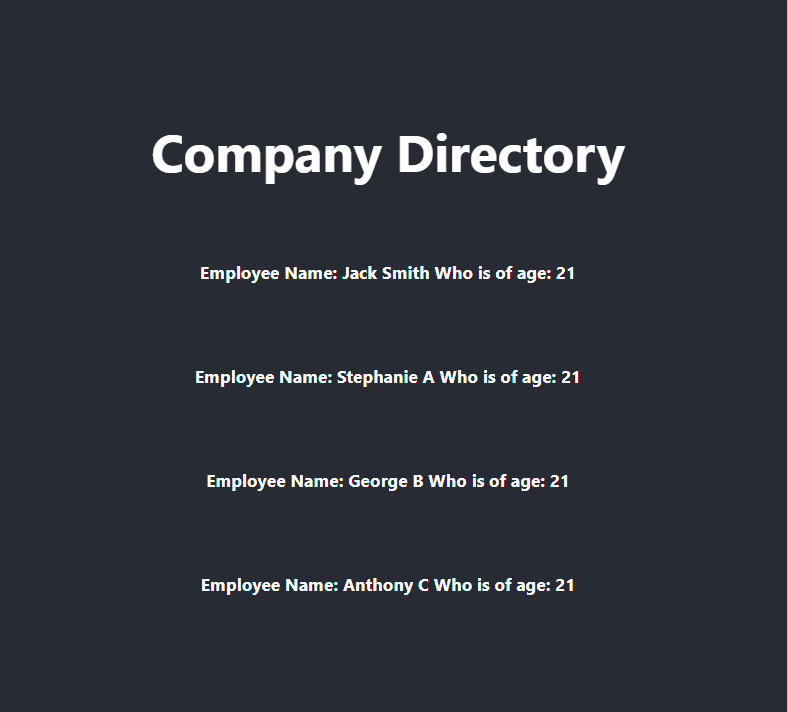 Company Directory
Employee Name: Jack Smith Who is of age: 21
Employee Name: Stephanie A Who is of age: 21
Employee Name: George B Who is of age: 21
Employee Name: Anthony C Who is of age: 21